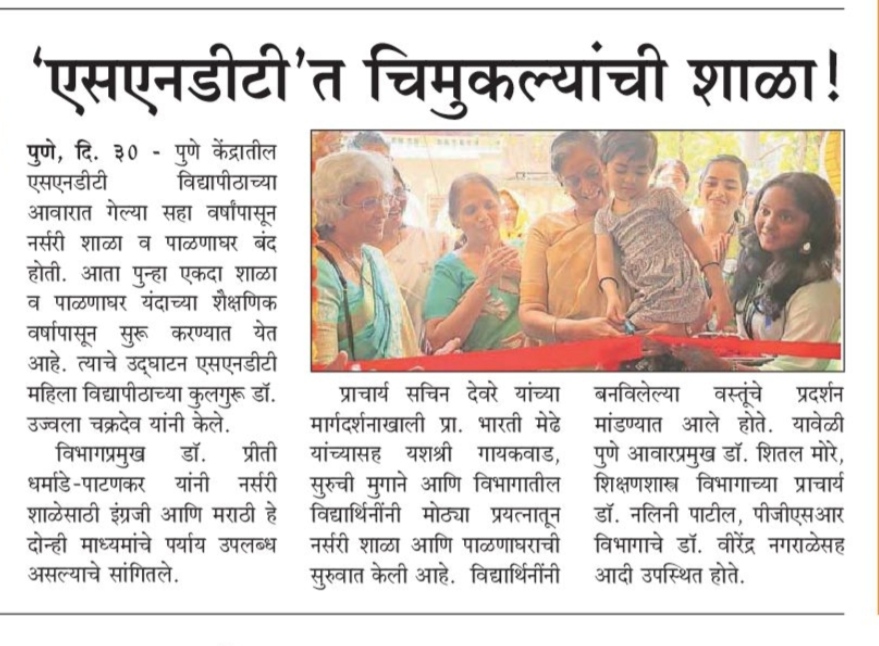 ‘एसएनडीटी’त चिमुकल्यांची शाळा!
पुणे, दि. ३० - पुणे केंद्रातील
एसएनडीटी विद्यापीठाच्या
आवारात गेल्या सहा वर्षांपासून
नर्सरी शाळा व पाळणाघर बंद
होती. आता पुन्हा एकदा शाळा
व पाळणाघर यंदाच्या शैक्षणिक
वर्षापासून सुरू करण्यात येत
आहे. त्याचे उद्घाटन एसएनडीटी
महिला विद्यापीठाच्या कुलगुरू डॉ.
उज्वला चक्रदेव यांनी केले.
विभागप्रमुख डॉ. प्रीती
धर्माडे-पाटणकर यांनी नर्सरी
शाळेसाठी इंग्रजी आणि मराठी हे
दोन्ही माध्यमांचे पर्याय उपलब्ध
असल्याचे सांगितले.
प्राचार्य सचिन देवरे यांच्या
मार्गदर्शनाखाली प्रा. भारती मेढे
यांच्यासह यशश्री गायकवाड,
सुरुची मुगाने आणि विभागातील
विद्यार्थिनींनी मोठ्या प्रयत्नातून
नर्सरी शाळा आणि पाळणाघराची
सुरुवात केली आहे. विद्यार्थिनींनी
बनविलेल्या वस्तूंचे प्रदर्शन
मांडण्यात आले होते. यावेळी
पुणे आवारप्रमुख डॉ. शितल मोरे,
शिक्षणशास्त्र विभागाच्या प्राचार्य
डॉ. नलिनी पाटील, पीजीएसआर
विभागाचे डॉ. वीरेंद्र नगराळेसह
आदी उपस्थित होते.